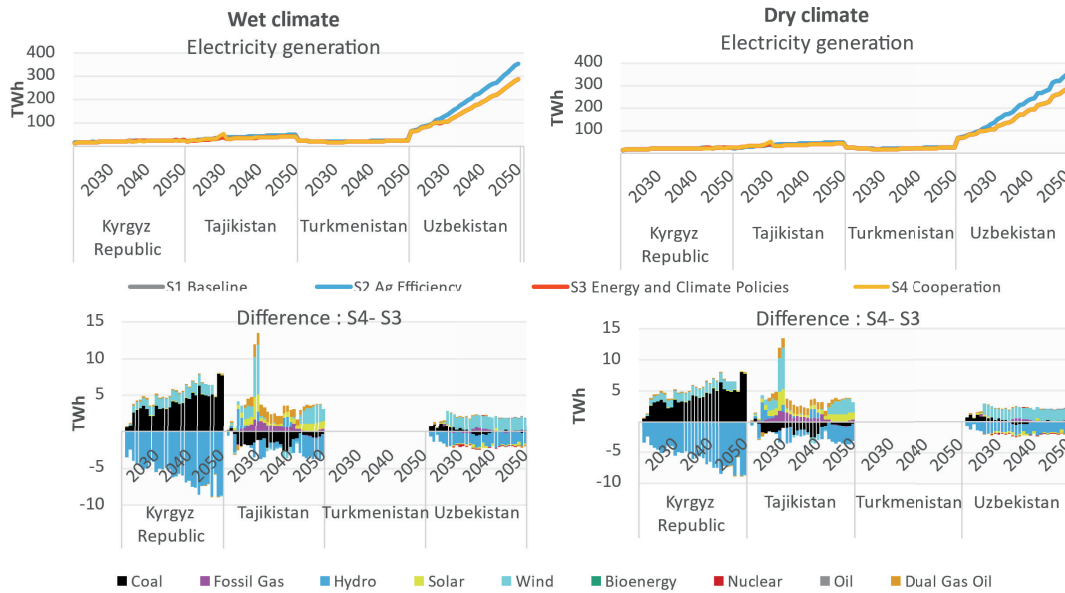 Wet climate
Electricity generation
400
300
200
100
TWh
2030
2040
2050
2030
2040
2050
2030
2040
2050
2030
2040
2050
Kyrgyz
Republic
Tajikistan
Turkmenistan
Uzbekistan
Dry climate
Electricity generation
400
300
200
100
TWh
2030
2040
2050
2030
2040
2050
2030
2040
2050
2030
2040
2050
Kyrgyz
Republic
Tajikistan
Turkmenistan
Uzbekistan
S1 Baseline
S2 Ag Efficiency
S3 Energy and Climate Policies
S4 Cooperation
Difference : S4- S3
15
10
5
-5
-10
TWh
2030
2040
2050
2030
2040
2050
2030
2040
2050
2030
2040
2050
Kyrgyz
Republic
Tajikistan
Turkmenistan
Uzbekistan
Difference : S4- S3
15
10
5
-5
-10
TWh
2030
2040
2050
2030
2040
2050
2030
2040
2050
2030
2040
2050
Kyrgyz
Republic
Tajikistan
Turkmenistan
Uzbekistan
Coal
Fossil Gas
Hydro
Solar
Wind
Bioenergy
Nuclear
Oil
Dual Gas Oil